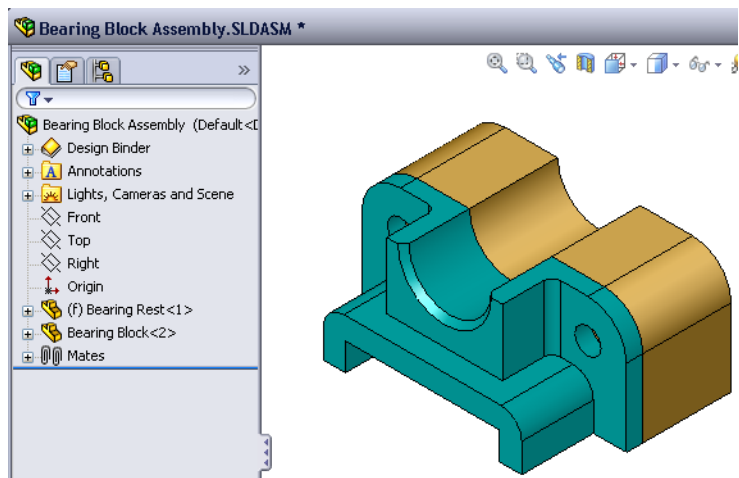 Bearing Block Assembly.SLDASM *
Bearing Block Assembly (Default<D
Design Binder
A Annotations
Lights, Cameras and Scene
Front
Top
Right
Origin
(f) Bearing Rest<1>
Bearing Block<2>
Mates